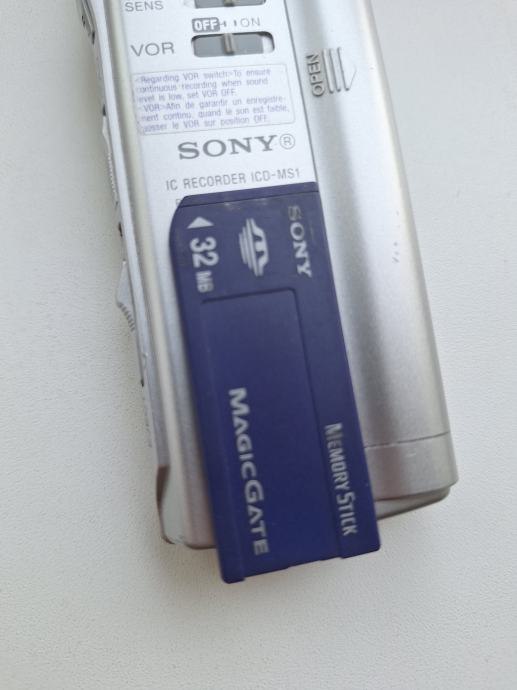 SENS
OFF ON
VOR
<Regarding VOR switch>To ensure
continuous recording when sound
level is low, set VOR OFF.
<VOR>Afin de garantir un enregistre-
ment continu, quand le son est faible,
pousser le VOR sur position OFF.
OPEN
SONY®
IC RECORDER ICD-MS1
SONY
32 MB
MAGICGATE
MEMORY STICK